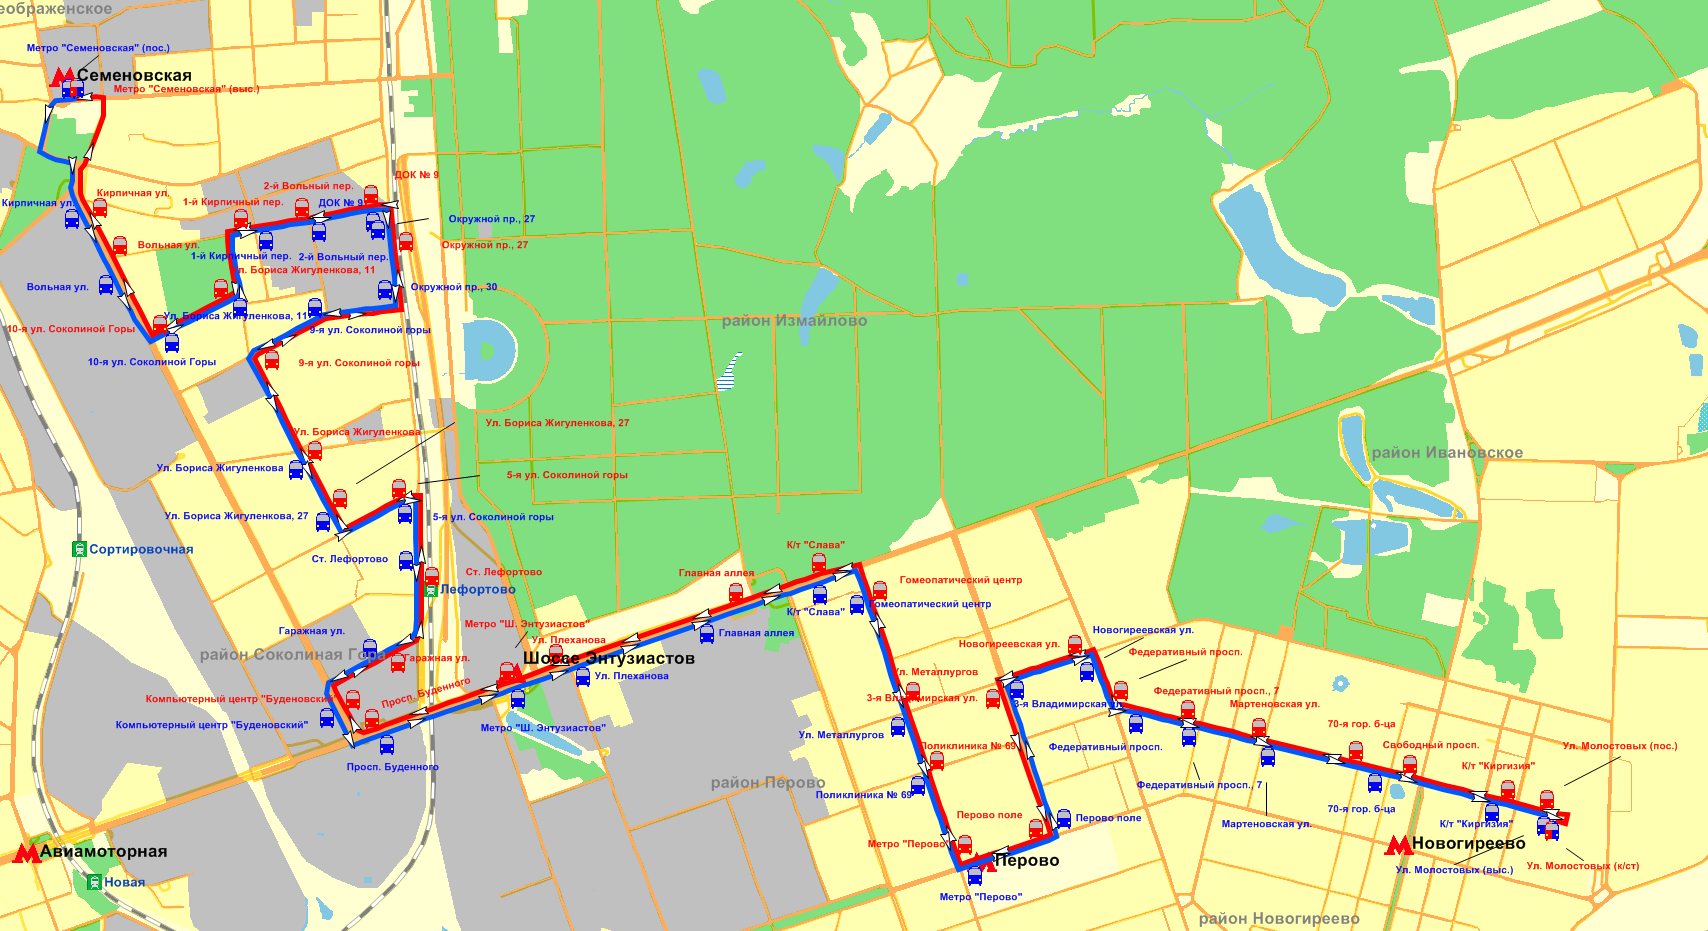 еображенское
Метро "Семеновская" (пос.)
Семеновская
Метро "Семеновская" (выс.)
ДОК № 9
2-й Вольный пер.
Кирпичная ул.
1-й Кирпичный пер.
ДОК № 9
Кирпичная ул.
Окружной пр., 27
Вольная ул.
Окружной пр., 27
1-й Кирпичный пер.
2-й Вольный пер.
ул. Бориса Жигуленкова, 11
Вольная ул.
Окружной пр., 30
Ул. Бориса Жигуленкова, 11
10-я ул. Соколиной Горы
9-я ул. Соколиной горы
район Измайлово
10-я ул. Соколиной Горы
9-я ул. Соколиной горы
Ул. Бориса Жигуленкова, 27
Ул. Бориса Жигуленкова
район Ивановское
Ул. Бориса Жигуленкова
5-я ул. Соколиной горы
Ул. Бориса Жигуленкова, 27
5-я ул. Соколиной горы
К/т "Слава"
Сортировочная
Ст. Лефортово
Ст. Лефортово
Главная аллея
Гомеопатический центр
Лефортово
К/т "Слава"
Гомеопатический центр
Метро "Ш. Энтузиастов"
Гаражная ул.
Главная аллея
Новогиреевская ул.
Ул. Плеханова
Новогиреевская ул.
район Соколиная Гора
Гаражная ул.
Шоссе Энтузиастов
Федеративный просп.
Ул. Плеханова
Ул. Металлургов
Компьютерный центр "Буденовский"
Просп. Буденного
3-я Владимирская ул.
3-я Владимирская ул.
Федеративный просп., 7
Мартеновская ул.
Компьютерный центр "Буденовский"
Метро "Ш. Энтузиастов"
Ул. Металлургов
70-я гор. б-ца
Поликлиника № 69
Федеративный просп.
Свободный просп.
Ул. Молостовых (пос.)
Просп. Буденного
К/т "Киргизия"
район Перово
Федеративный просп., 7
Поликлиника № 69
70-я гор. б-ца
Перово поле
Перово поле
Мартеновская ул.
К/т "Киргизия"
Метро "Перово"
Авиамоторная
Новогиреево
Перово
Ул. Молостовых (выс.)
Ул. Молостовых (к/ст)
Новая
Метро "Перово"
район Новогиреево